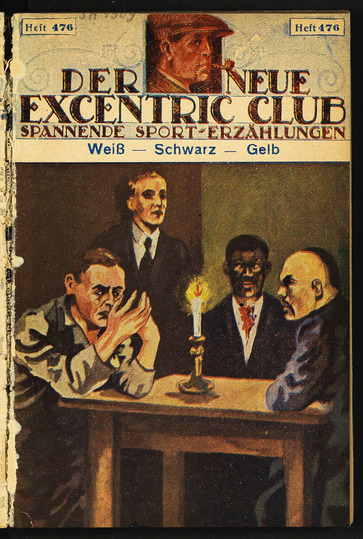 Heft 476
Heft 476
DER NEUE
EXCENTRIC CLUB
SPANNENDE SPORT-ERZÄHLUNGEN
Weiß — Schwarz — Gelb